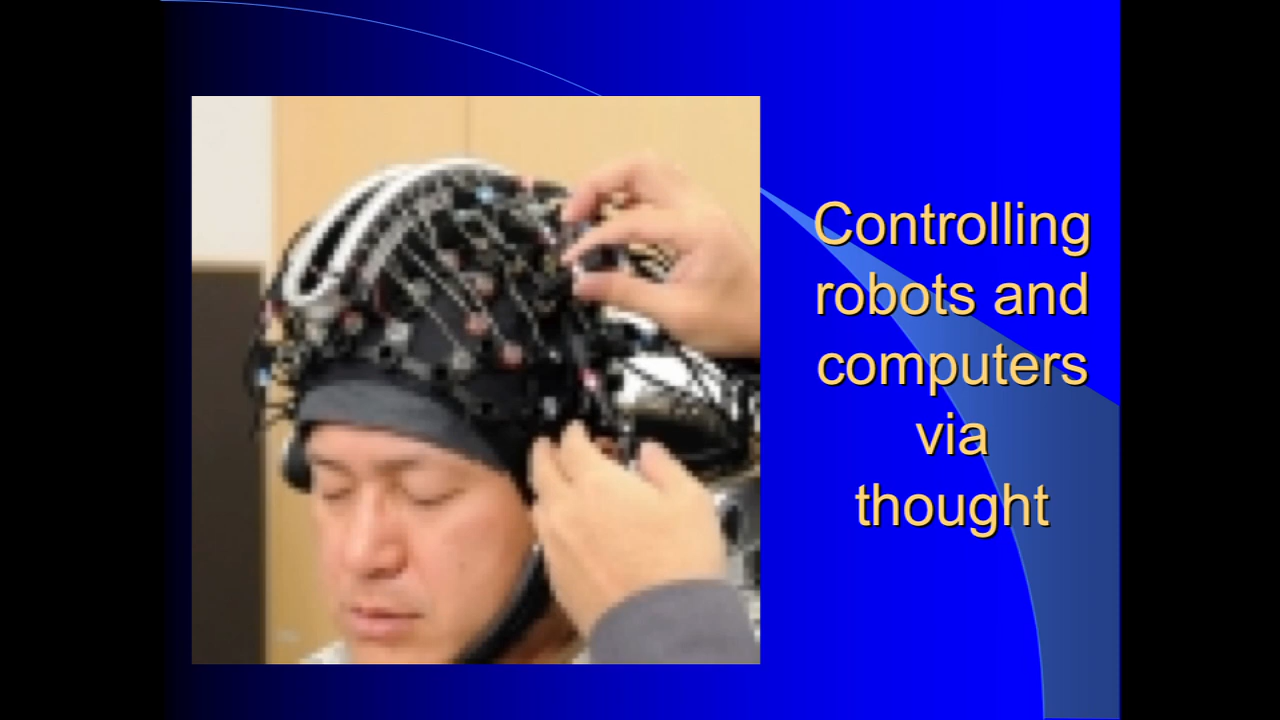 Controlling
robots and
computers
via
thought